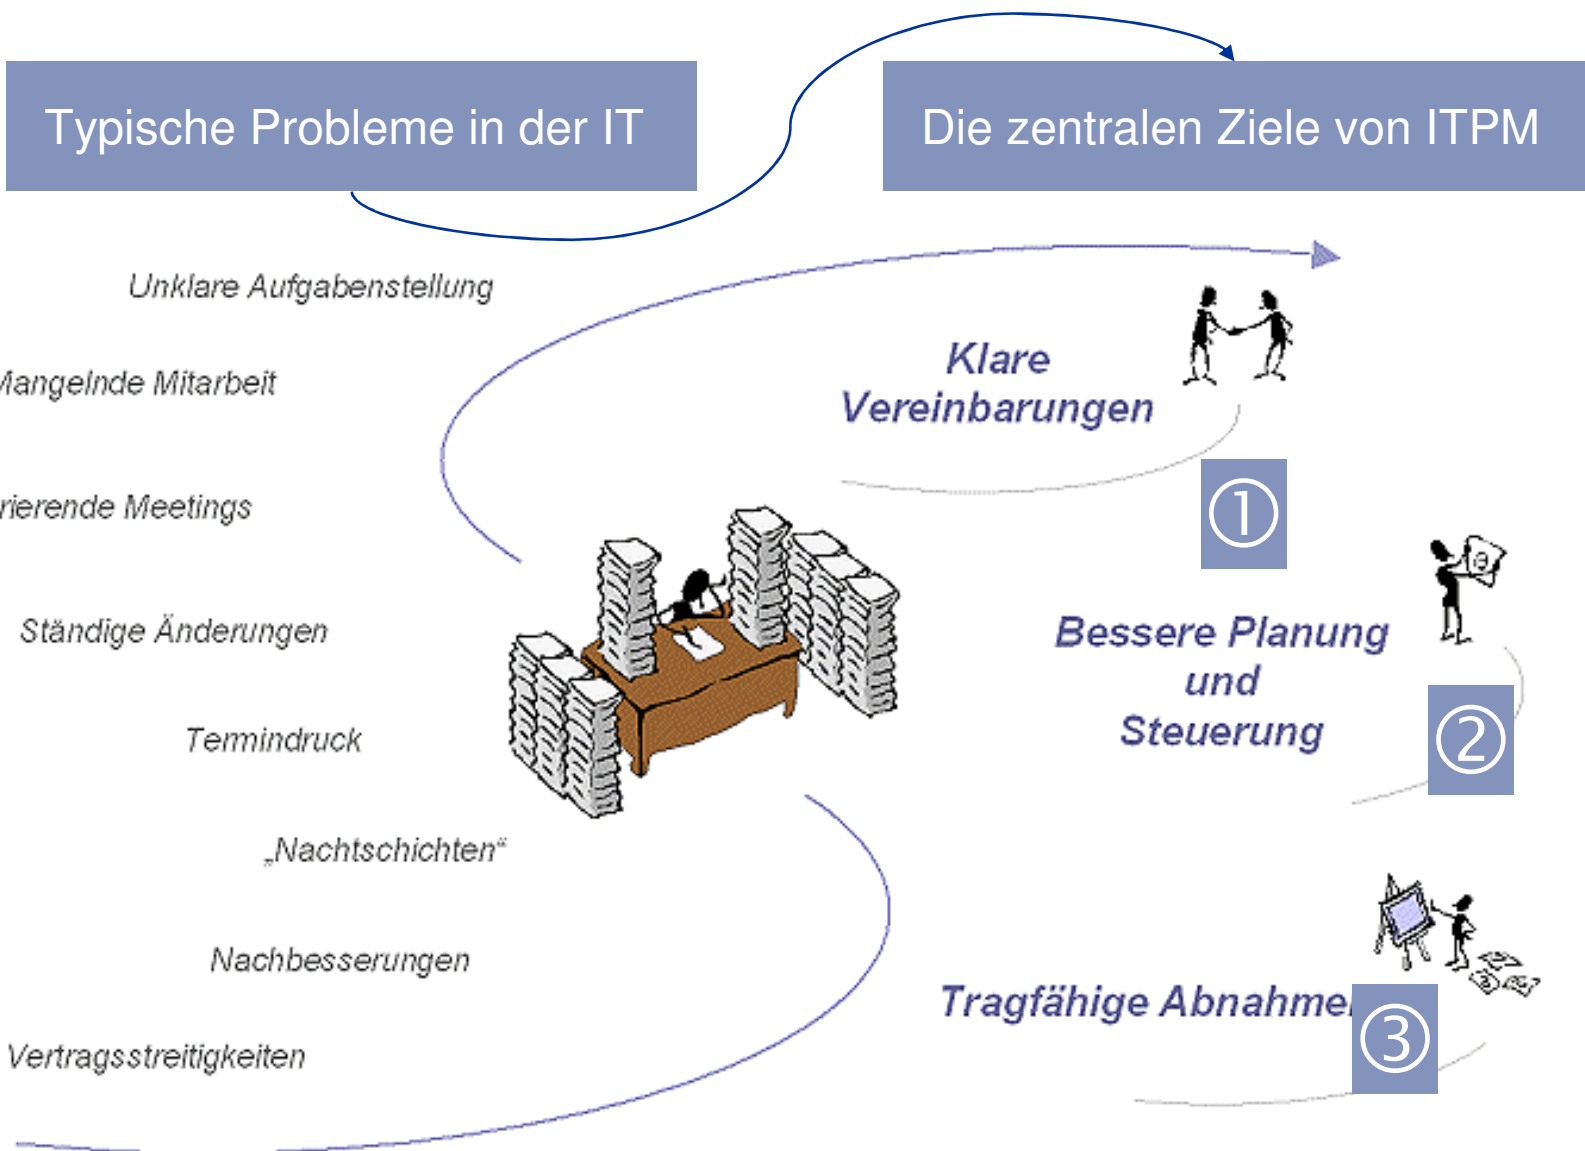 Typische Probleme in der IT
Die zentralen Ziele von ITPM
Unklare Aufgabenstellung
Mangelnde Mitarbeit
rierende Meetings
Ständige Änderungen
Termindruck
„Nachtschichten“
Nachbesserungen
Vertragsstreitigkeiten
Klare
Vereinbarungen
①
Bessere Planung
und
Steuerung
②
Tragfähige Abnahmen
③